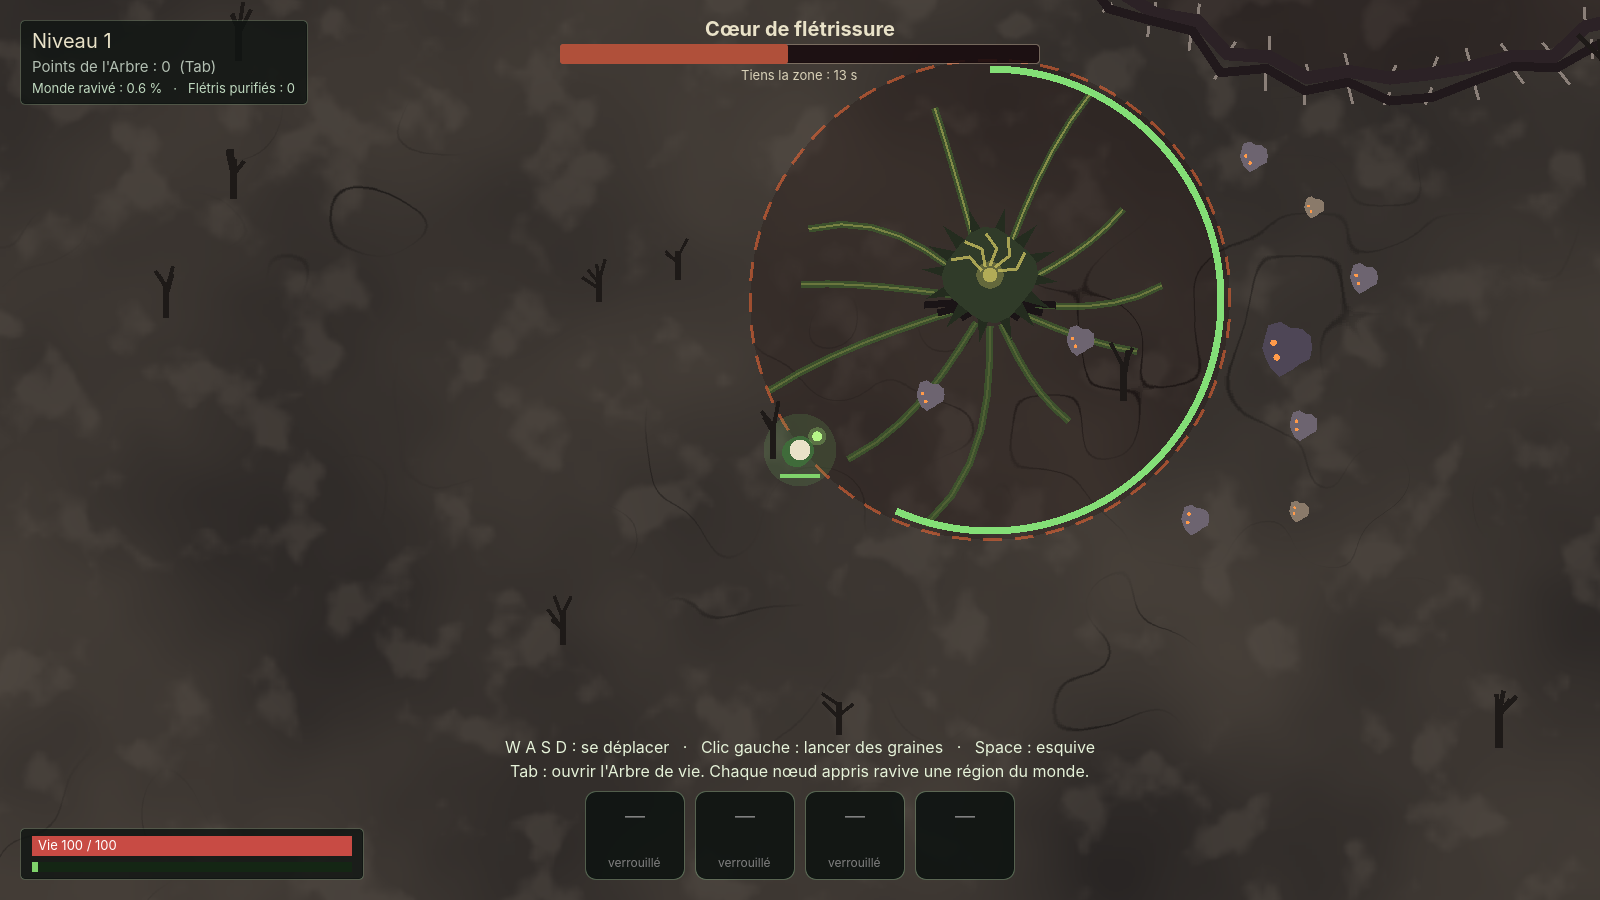 Niveau 1
Points de l'Arbre : 0 (Tab)
Monde ravivé : 0.6 % · Flétris purifiés : 0
Cœur de flétrissure
Tiens la zone : 13 s
W A S D : se déplacer · Clic gauche : lancer des graines · Space : esquive
Tab : ouvrir l'Arbre de vie. Chaque nœud appris ravive une région du monde.
— — — —
verrouillé verrouillé verrouillé
Vie 100 / 100